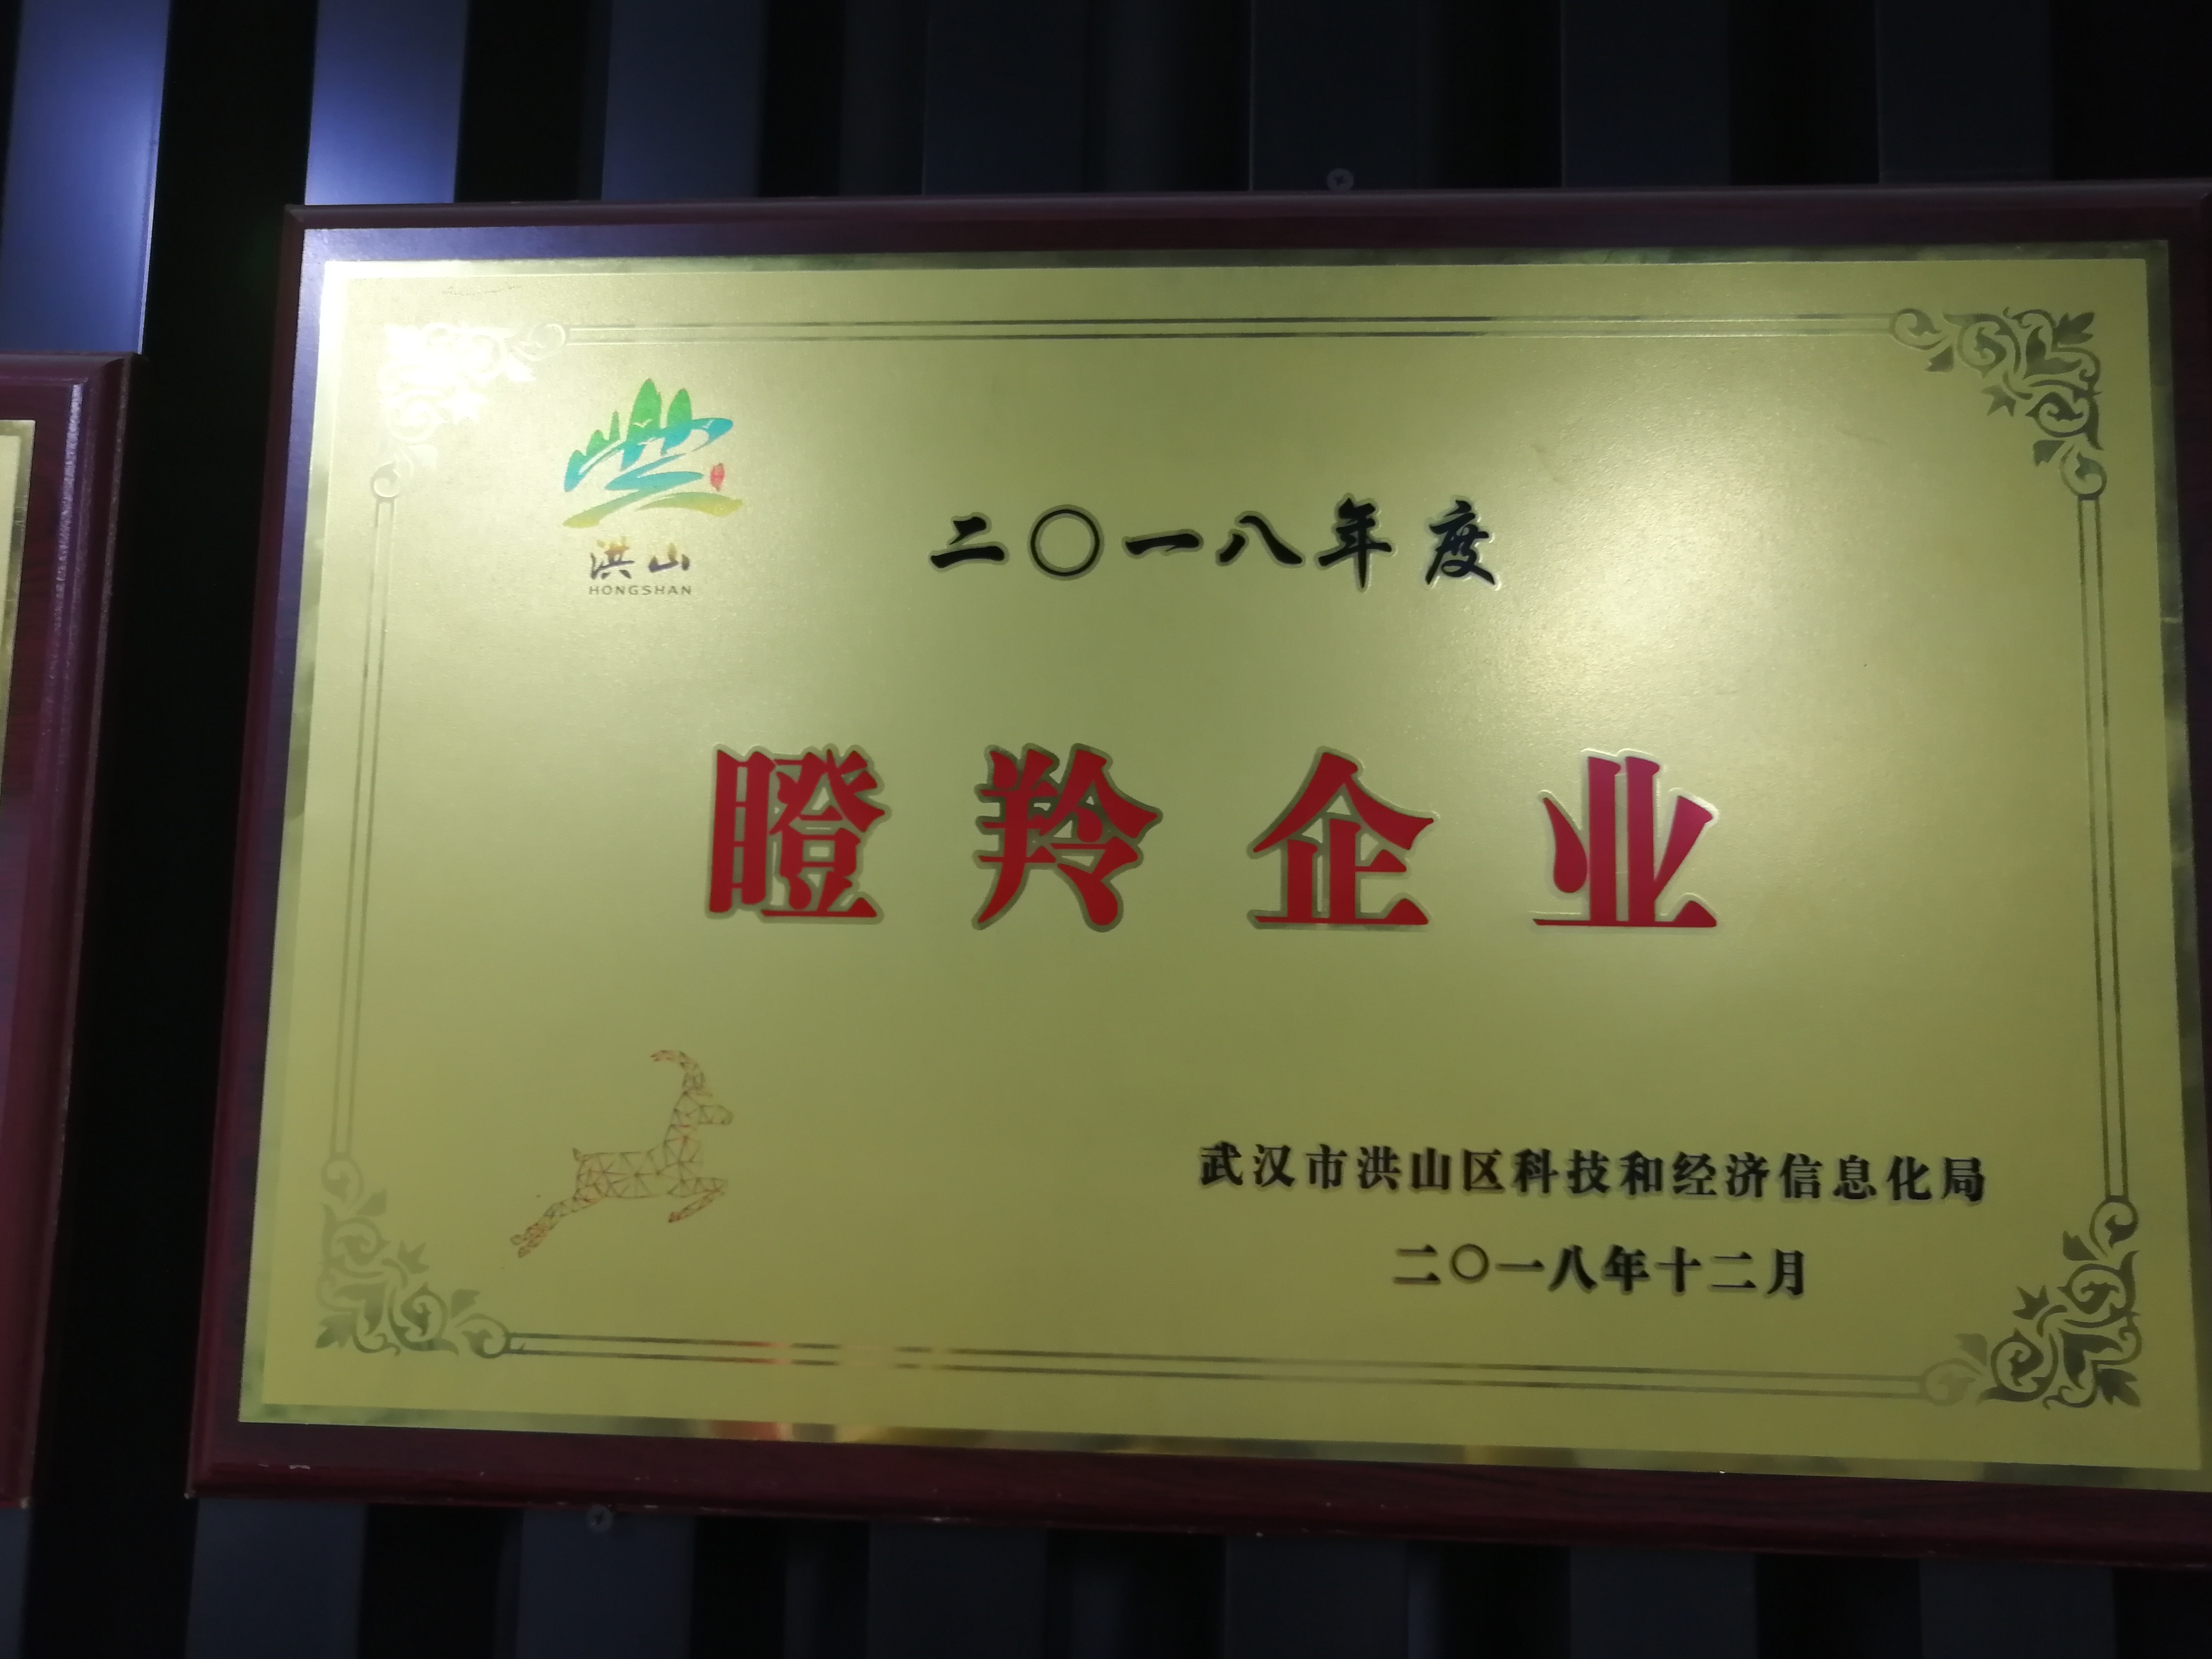 洪山
HONGSHAN
二〇一八年度
瞪羚企业
武汉市洪山区科技和经济信息化局
二〇一八年十二月